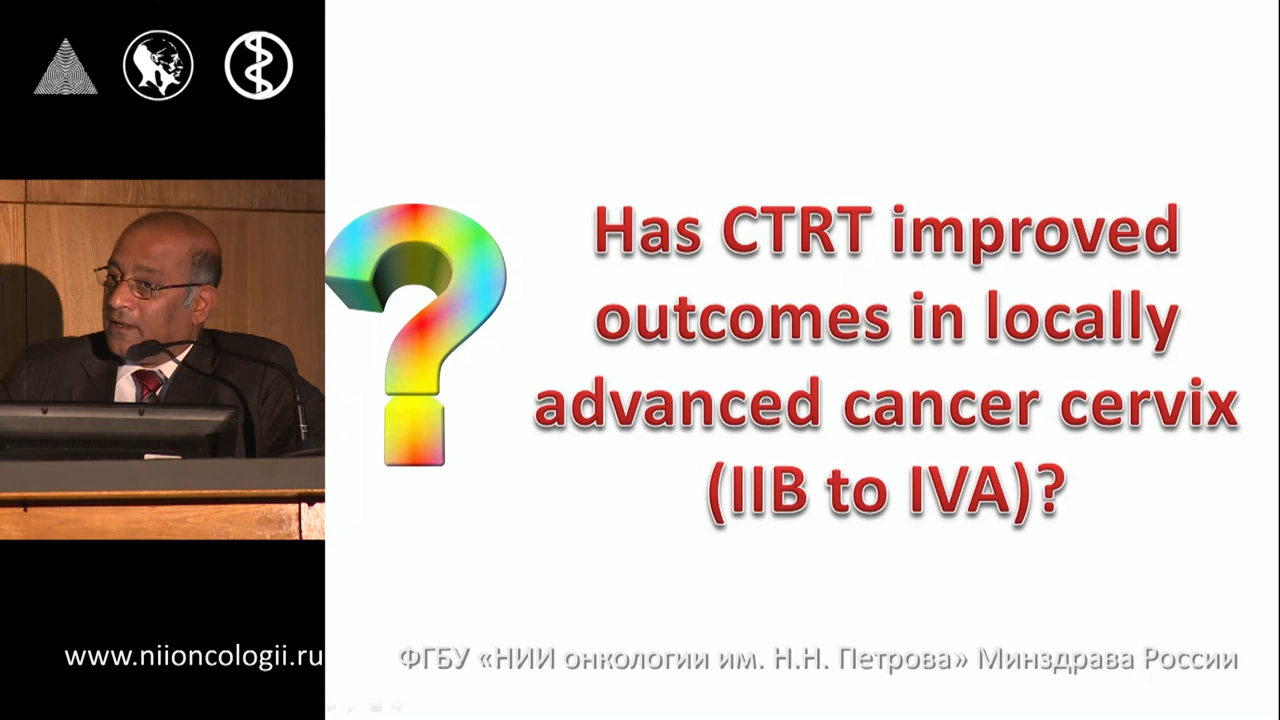 Has CTRT improved
outcomes in locally
advanced cancer cervix
(IIB to IVA)?
www.niioncologii.ru
ФГБУ «НИИ онкологии им. Н.Н. Петрова» Минздрава России